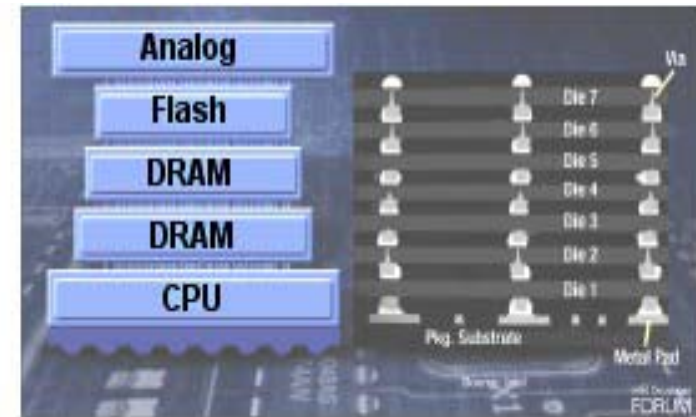 Analog
Flash
DRAM
DRAM
CPU
Via
Die 7
Die 6
Die 5
Die 4
Die 3
Die 2
Die 1
Pkg. Substrate
Metal Pad
FORUM